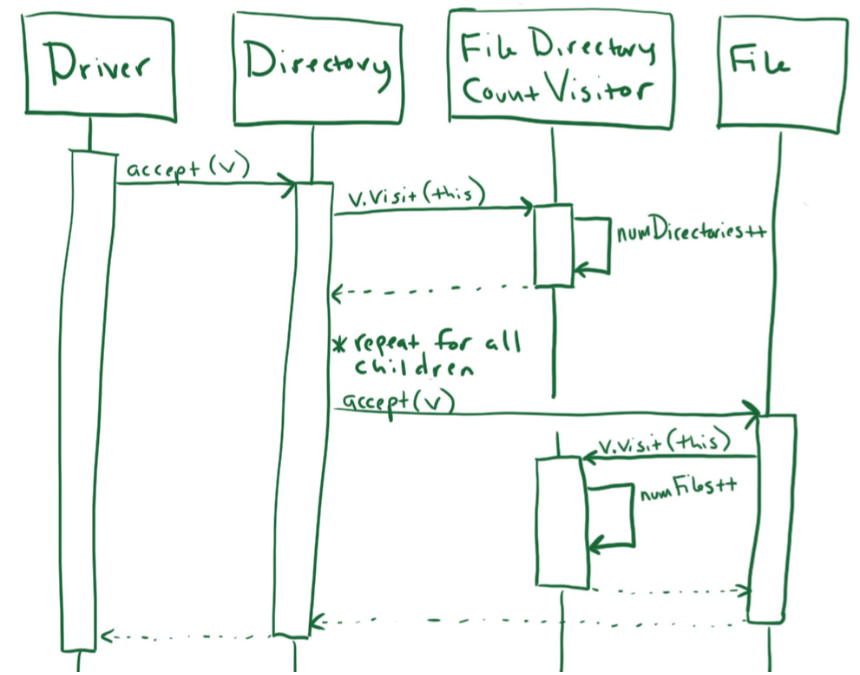 Driver
Directory
File Directory
Count Visitor
File
accept (v)
v.visit(this)
numDirectories++
* repeat for all
children
accept(v)
v.visit(this)
numFiles++